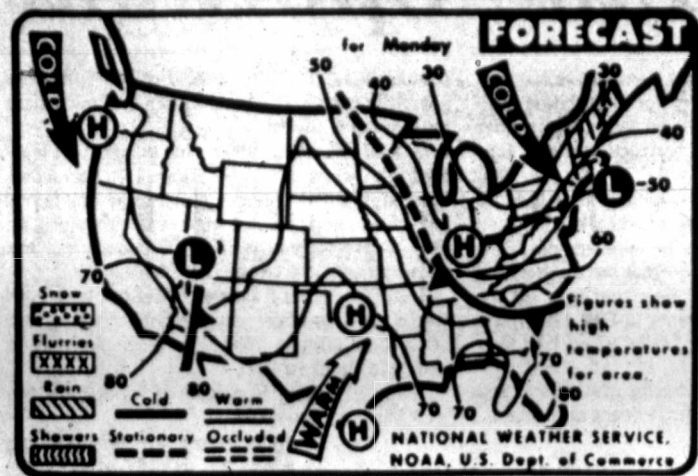 FORECAST
for Monday
COLD
COLD
50
40
30
30
40
H
L
50
H
60
L
70
H
Figures show
high
temperatures
for area.
Snow
Flurries
Rain
Showers
80
80
Cold
Warm
Stationary
Occluded
WARM
H
70
70
70
80
NATIONAL WEATHER SERVICE,
NOAA, U.S. Dept. of Commerce